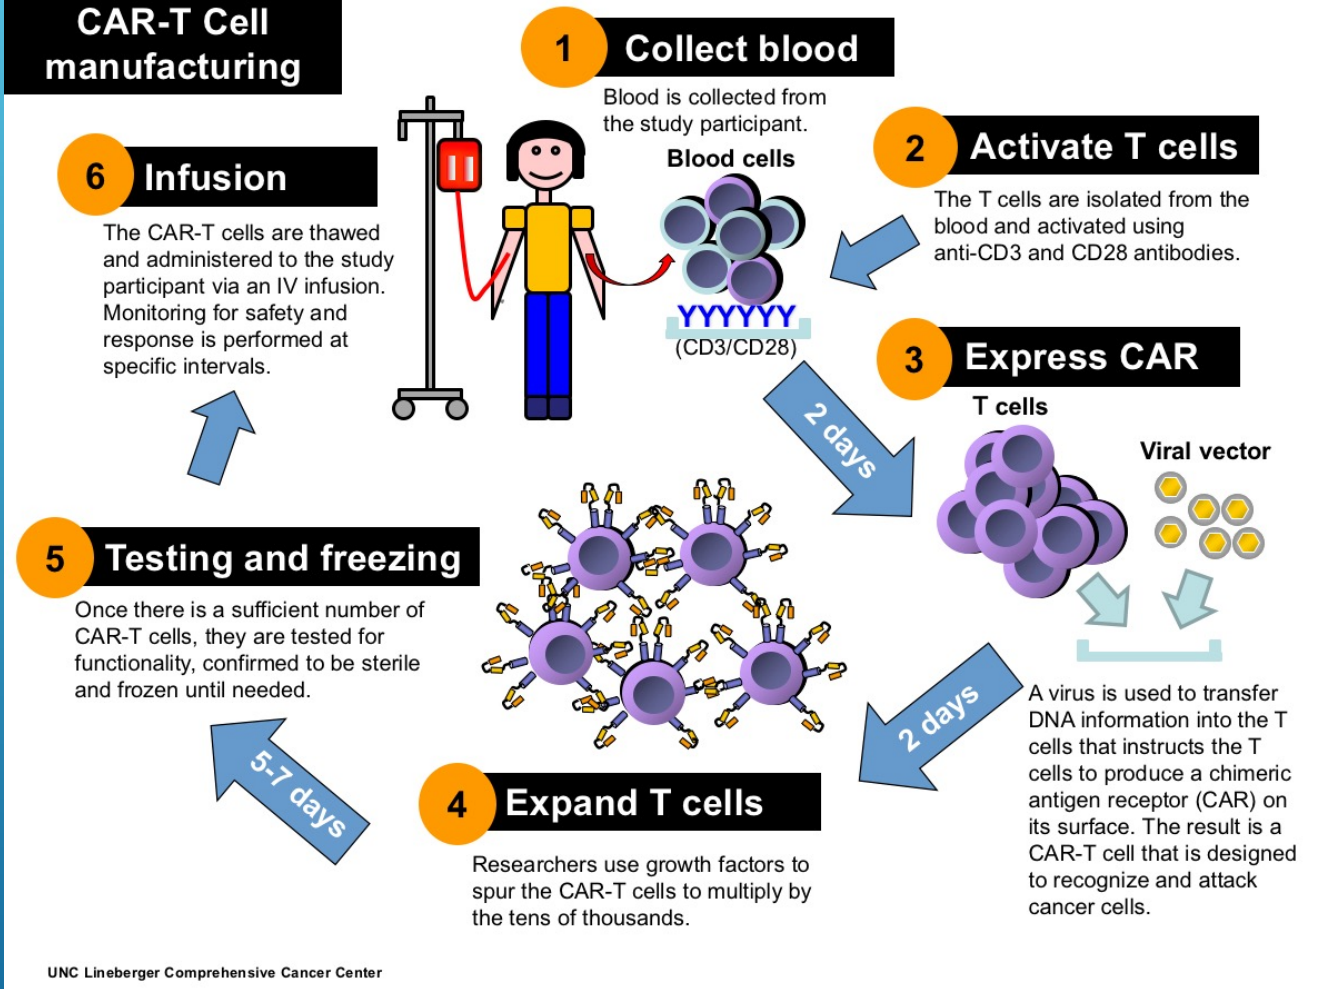 CAR-T Cell
manufacturing
1
Collect blood
Blood is collected from
the study participant.
Blood cells
YYYYYY
(CD3/CD28)
2
Activate T cells
The T cells are isolated from the
blood and activated using
anti-CD3 and CD28 antibodies.
2 days
3
Express CAR
T cells
Viral vector
A virus is used to transfer
DNA information into the T
cells that instructs the T
cells to produce a chimeric
antigen receptor (CAR) on
its surface. The result is a
CAR-T cell that is designed
to recognize and attack
cancer cells.
2 days
4
Expand T cells
Researchers use growth factors to
spur the CAR-T cells to multiply by
the tens of thousands.
5-7 days
5
Testing and freezing
Once there is a sufficient number of
CAR-T cells, they are tested for
functionality, confirmed to be sterile
and frozen until needed.
6
Infusion
The CAR-T cells are thawed
and administered to the study
participant via an IV infusion.
Monitoring for safety and
response is performed at
specific intervals.
UNC Lineberger Comprehensive Cancer Center